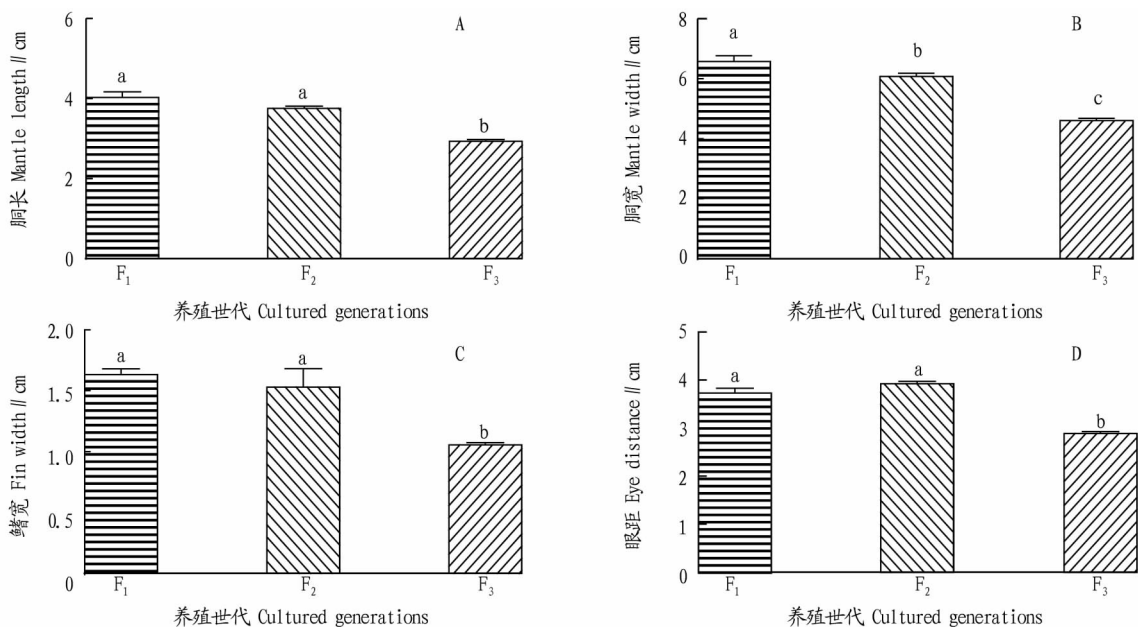 A
6
4
2
0
胴长 Mantle length∥cm
a
a
b
F₁
F₂
F₃
养殖世代 Cultured generations
B
8
6
4
2
0
胴宽 Mantle width∥cm
a
b
c
F₁
F₂
F₃
养殖世代 Cultured generations
C
2.0
1.5
1.0
0.5
0
鳍宽 Fin width∥cm
a
a
b
F₁
F₂
F₃
养殖世代 Cultured generations
D
5
4
3
2
1
0
眼距 Eye distance∥cm
a
a
b
F₁
F₂
F₃
养殖世代 Cultured generations